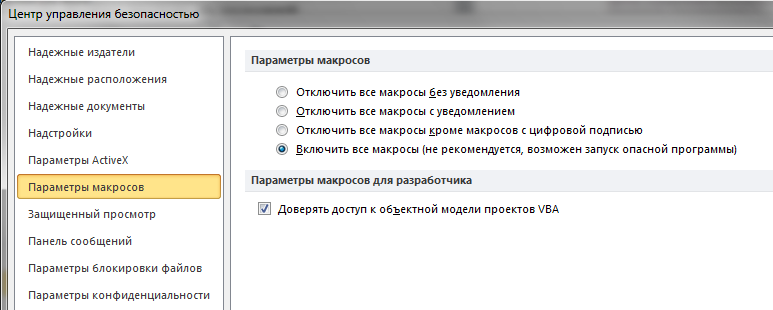 Центр управления безопасностью
Надежные издатели
Надежные расположения
Надежные документы
Надстройки
Параметры ActiveX
Параметры макросов
Защищенный просмотр
Панель сообщений
Параметры блокировки файлов
Параметры конфиденциальности
Параметры макросов
Отключить все макросы без уведомления
Отключить все макросы с уведомлением
Отключить все макросы кроме макросов с цифровой подписью
Включить все макросы (не рекомендуется, возможен запуск опасной программы)
Параметры макросов для разработчика
Доверять доступ к объектной модели проектов VBA